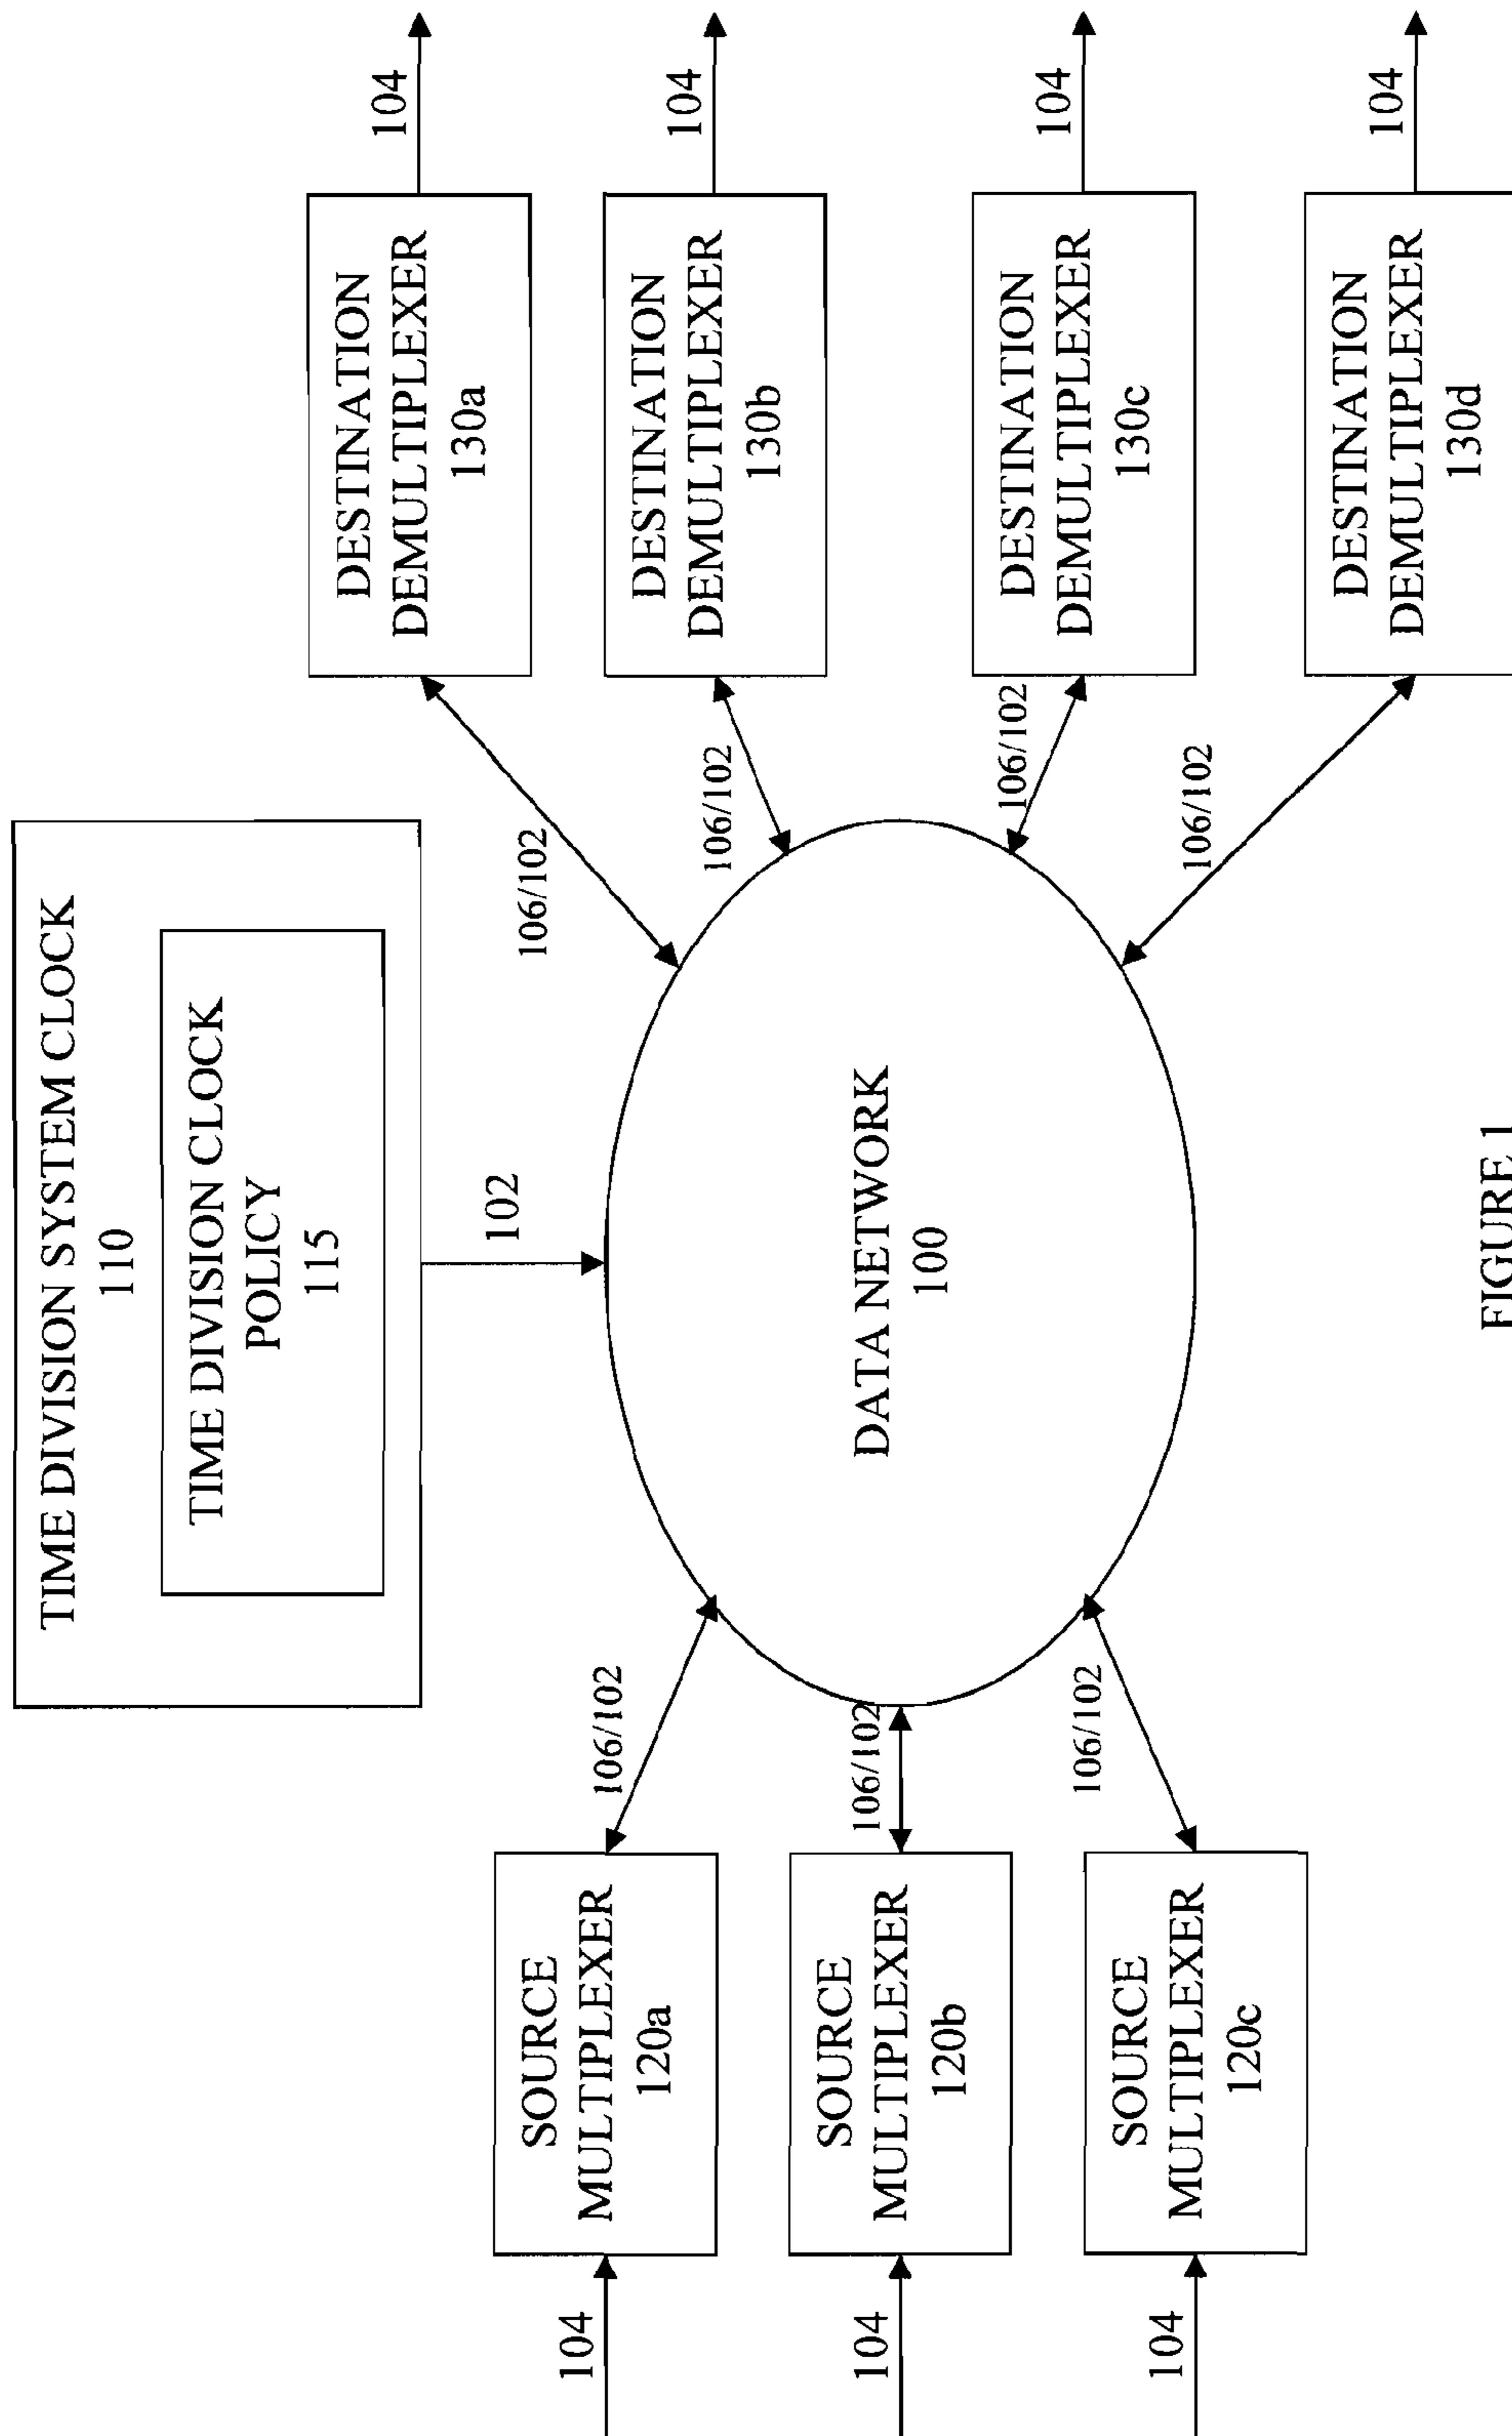 TIME DIVISION SYSTEM CLOCK
110
TIME DIVISION CLOCK
POLICY
115
102
DATA NETWORK
100
104
SOURCE
MULTIPLEXER
120a
106/102
104
SOURCE
MULTIPLEXER
120b
106/102
104
SOURCE
MULTIPLEXER
120c
106/102
106/102
DESTINATION
DEMULTIPLEXER
130a
104
106/102
DESTINATION
DEMULTIPLEXER
130b
104
106/102
DESTINATION
DEMULTIPLEXER
130c
104
106/102
DESTINATION
DEMULTIPLEXER
130d
104
FIGURE 1